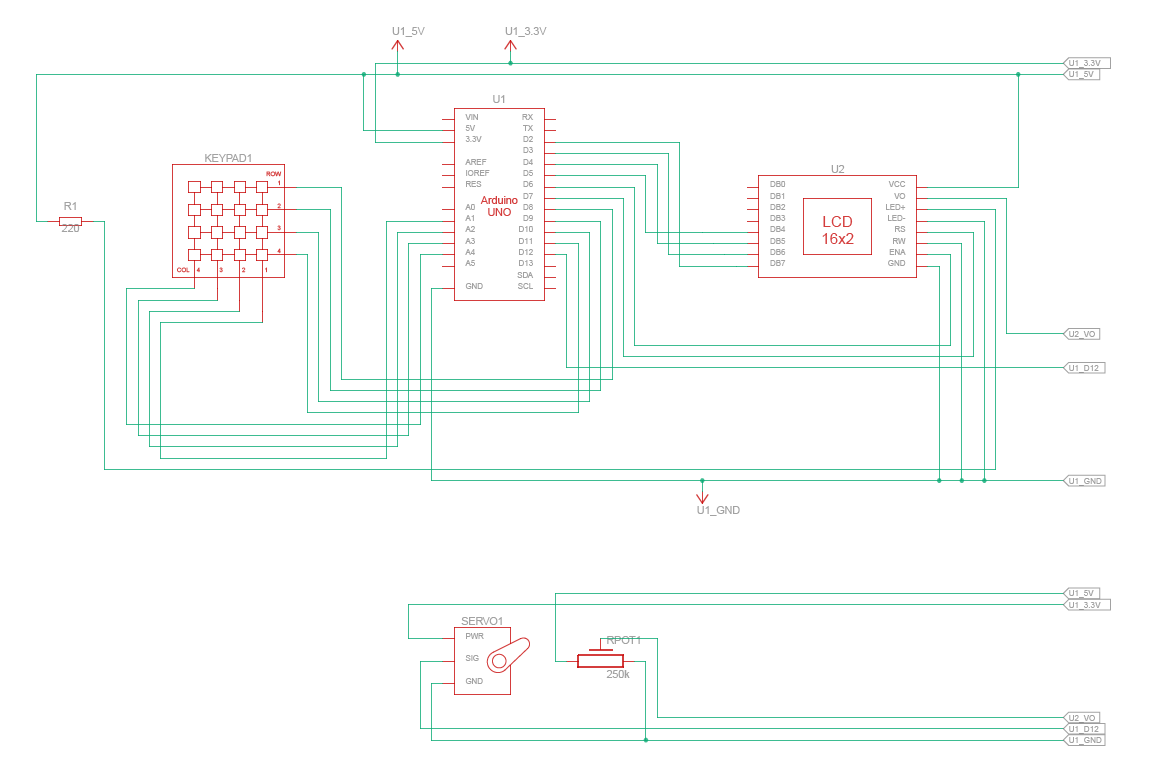 U1_5V
U1_3.3V
U1_3.3V
U1_5V
U1
VIN
5V
3.3V
AREF
IOREF
RES
A0
A1
A2
A3
A4
A5
GND
Arduino
UNO
RX
TX
D2
D3
D4
D5
D6
D7
D8
D9
D10
D11
D12
D13
SDA
SCL
KEYPAD1
ROW
1
2
3
4
COL 4 3 2 1
R1
220
U2
DB0
DB1
DB2
DB3
DB4
DB5
DB6
DB7
LCD
16x2
VCC
VO
LED+
LED-
RS
RW
ENA
GND
U2_VO
U1_D12
U1_GND
U1_GND
U1_5V
U1_3.3V
SERVO1
PWR
SIG
GND
RPOT1
250k
U2_VO
U1_D12
U1_GND